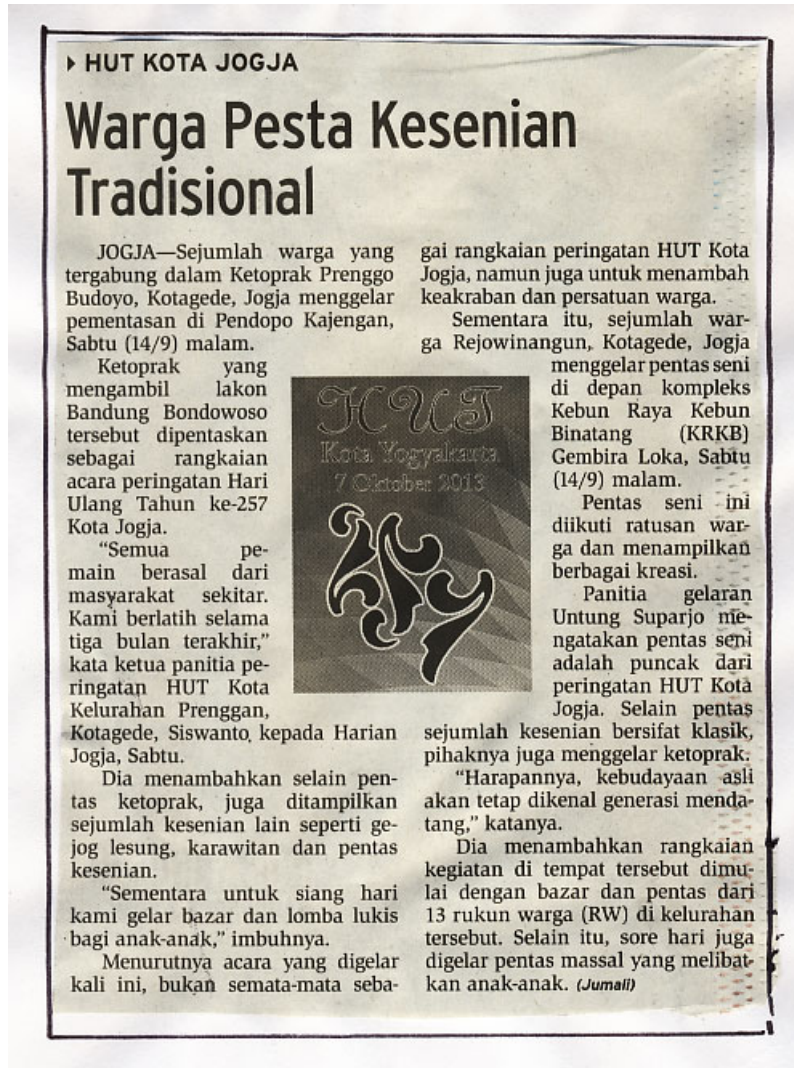 HUT KOTA JOGJA
Warga Pesta Kesenian
Tradisional
JOGJA—Sejumlah warga yang
tergabung dalam Ketoprak Prenggo
Budoyo, Kotagede, Jogja menggelar
pementasan di Pendopo Kajengan,
Sabtu (14/9) malam.
Ketoprak yang
mengambil lakon
Bandung Bondowoso
tersebut dipentaskan
sebagai rangkaian
acara peringatan Hari
Ulang Tahun ke-257
Kota Jogja.
“Semua pe-
main berasal dari
masyarakat sekitar.
Kami berlatih selama
tiga bulan terakhir,”
kata ketua panitia pe-
ringatan HUT Kota
Kelurahan Prenggan,
Kotagede, Siswanto kepada Harian
Jogja, Sabtu.
Dia menambahkan selain pen-
tas ketoprak, juga ditampilkan
sejumlah kesenian lain seperti ge-
jog lesung, karawitan dan pentas
kesenian.
“Sementara untuk siang hari
kami gelar bazar dan lomba lukis
bagi anak-anak,” imbuhnya.
Menurutnya acara yang digelar
kali ini, bukan semata-mata seba-
gai rangkaian peringatan HUT Kota
Jogja, namun juga untuk menambah
keakraban dan persatuan warga.
Sementara itu, sejumlah war-
ga Rejowinangun, Kotagede, Jogja
menggelar pentas seni
di depan kompleks
Kebun Raya Kebun
Binatang (KRKB)
Gembira Loka, Sabtu
(14/9) malam.
Pentas seni ini
diikuti ratusan war-
ga dan menampilkan
berbagai kreasi.
Panitia gelaran
Untung Suparjo me-
ngatakan pentas seni
adalah puncak dari
peringatan HUT Kota
Jogja. Selain pentas
sejumlah kesenian bersifat klasik,
pihaknya juga menggelar ketoprak.
“Harapannya, kebudayaan asli
akan tetap dikenal generasi menda-
tang,” katanya.
Dia menambahkan rangkaian
kegiatan di tempat tersebut dimu-
lai dengan bazar dan pentas dari
13 rukun warga (RW) di kelurahan
tersebut. Selain itu, sore hari juga
digelar pentas massal yang melibat-
kan anak-anak. (Jumali)
HUT
Kota Yogyakarta
7 Oktober 2013